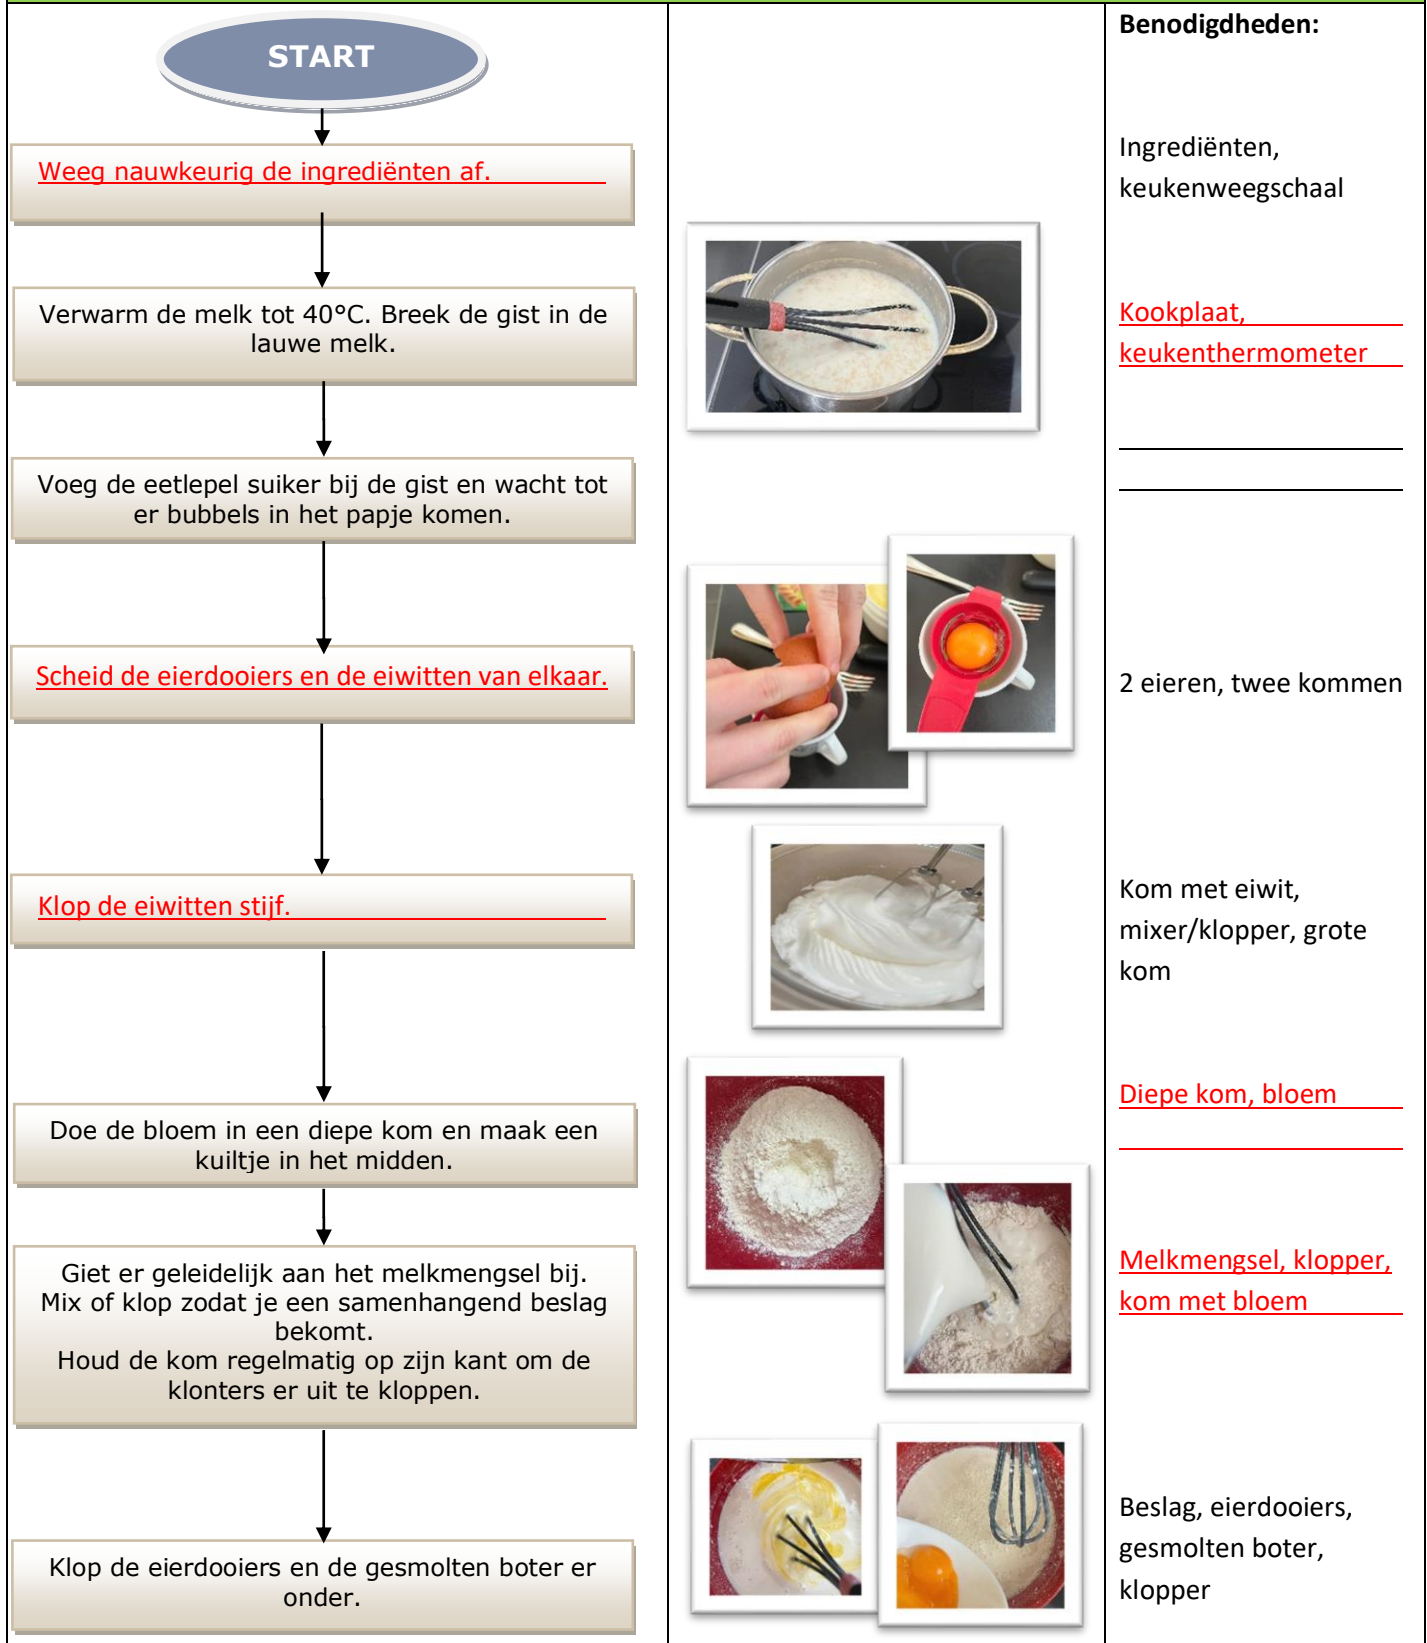 START
Benodigdheden:
Weeg nauwkeurig de ingrediënten af.
Ingrediënten,
keukenweegschaal
Verwarm de melk tot 40°C. Breek de gist in de
lauwe melk.
Kookplaat,
keukenthermometer
Voeg de eetlepel suiker bij de gist en wacht tot
er bubbels in het papje komen.
Scheid de eierdooiers en de eiwitten van elkaar.
2 eieren, twee kommen
Klop de eiwitten stijf.
Kom met eiwit,
mixer/klopper, grote
kom
Doe de bloem in een diepe kom en maak een
kuiltje in het midden.
Diepe kom, bloem
Giet er geleidelijk aan het melkmengsel bij.
Mix of klop zodat je een samenhangend beslag
bekomt.
Houd de kom regelmatig op zijn kant om de
klonters er uit te kloppen.
Melkmengsel, klopper,
kom met bloem
Klop de eierdooiers en de gesmolten boter er
onder.
Beslag, eierdooiers,
gesmolten boter,
klopper